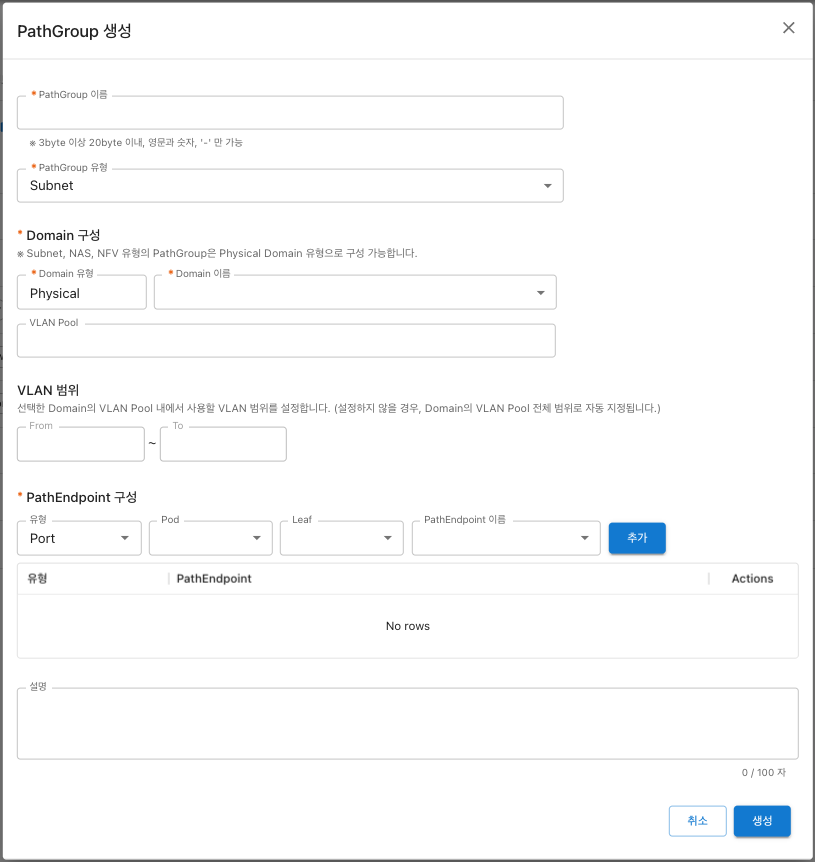 PathGroup 생성
* PathGroup 이름
※ 3byte 이상 20byte 이내, 영문과 숫자, '-' 만 가능
* PathGroup 유형
Subnet
* Domain 구성
※ Subnet, NAS, NFV 유형의 PathGroup은 Physical Domain 유형으로 구성 가능합니다.
* Domain 유형 * Domain 이름
Physical
VLAN Pool
VLAN 범위
선택한 Domain의 VLAN Pool 내에서 사용할 VLAN 범위를 설정합니다. (설정하지 않을 경우, Domain의 VLAN Pool 전체 범위로 자동 지정됩니다.)
From ~ To
* PathEndpoint 구성
유형 Pod Leaf PathEndpoint 이름
Port 추가
유형 PathEndpoint Actions
No rows
설명
0 / 100 자
취소 생성